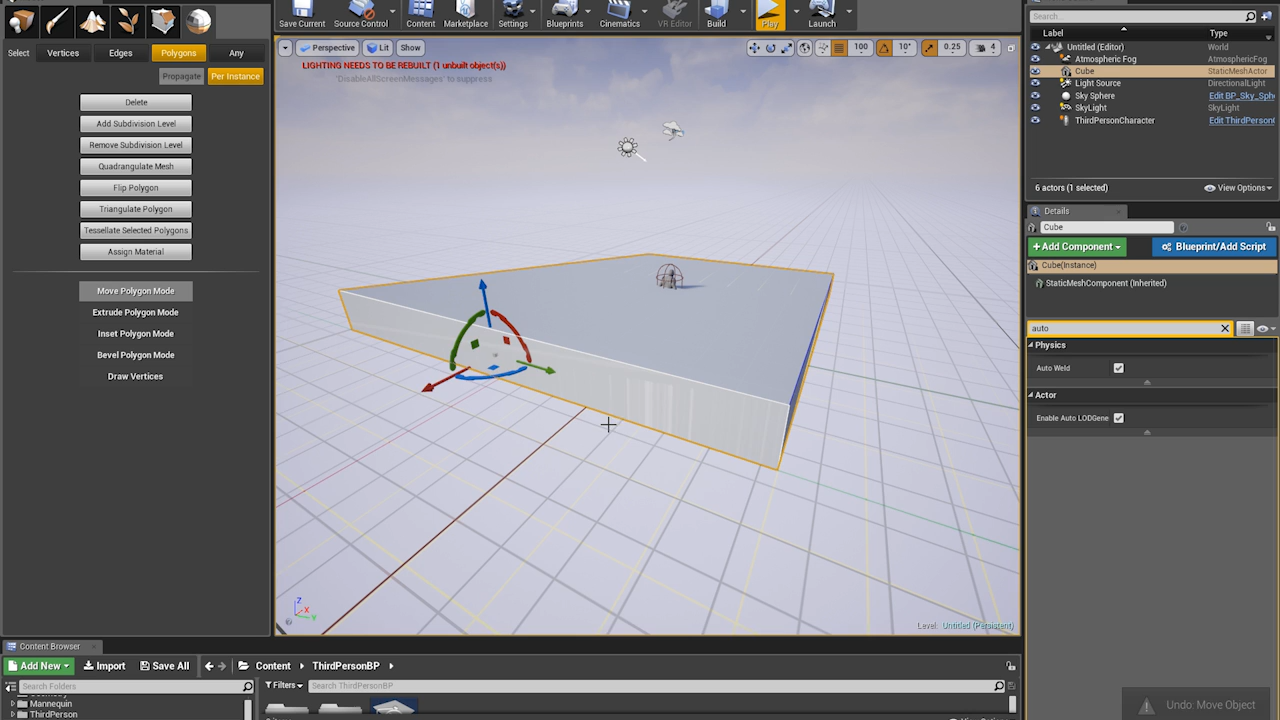 Save Current
Source Control
Content
Marketplace
Settings
Blueprints
Cinematics
VR Editor
Build
Play
Launch
Select
Vertices
Edges
Polygons
Any
Propagate
Per Instance
Delete
Add Subdivision Level
Remove Subdivision Level
Quadrangulate Mesh
Flip Polygon
Triangulate Polygon
Tessellate Selected Polygons
Assign Material
Move Polygon Mode
Extrude Polygon Mode
Inset Polygon Mode
Bevel Polygon Mode
Draw Vertices
Perspective
Lit
Show
100
10°
0.25
4
LIGHTING NEEDS TO BE REBUILT (1 unbuilt object(s))
'DisableAllScreenMessages' to suppress
Z
X
Y
Level: Untitled (Persistent)
Search...
Label
Type
Untitled (Editor)
World
Atmospheric Fog
AtmosphericFog
Cube
StaticMeshActor
Light Source
DirectionalLight
Sky Sphere
Edit BP_Sky_Sph
SkyLight
SkyLight
ThirdPersonCharacter
Edit ThirdPerson
6 actors (1 selected)
View Options
Details
Cube
+ Add Component
Blueprint/Add Script
Cube(Instance)
StaticMeshComponent (Inherited)
auto
Physics
Auto Weld
Actor
Enable Auto LODGene
Undo: Move Object
Content Browser
Add New
Import
Save All
Content
ThirdPersonBP
Search Folders
Mannequin
ThirdPerson
Filters
Search ThirdPersonBP